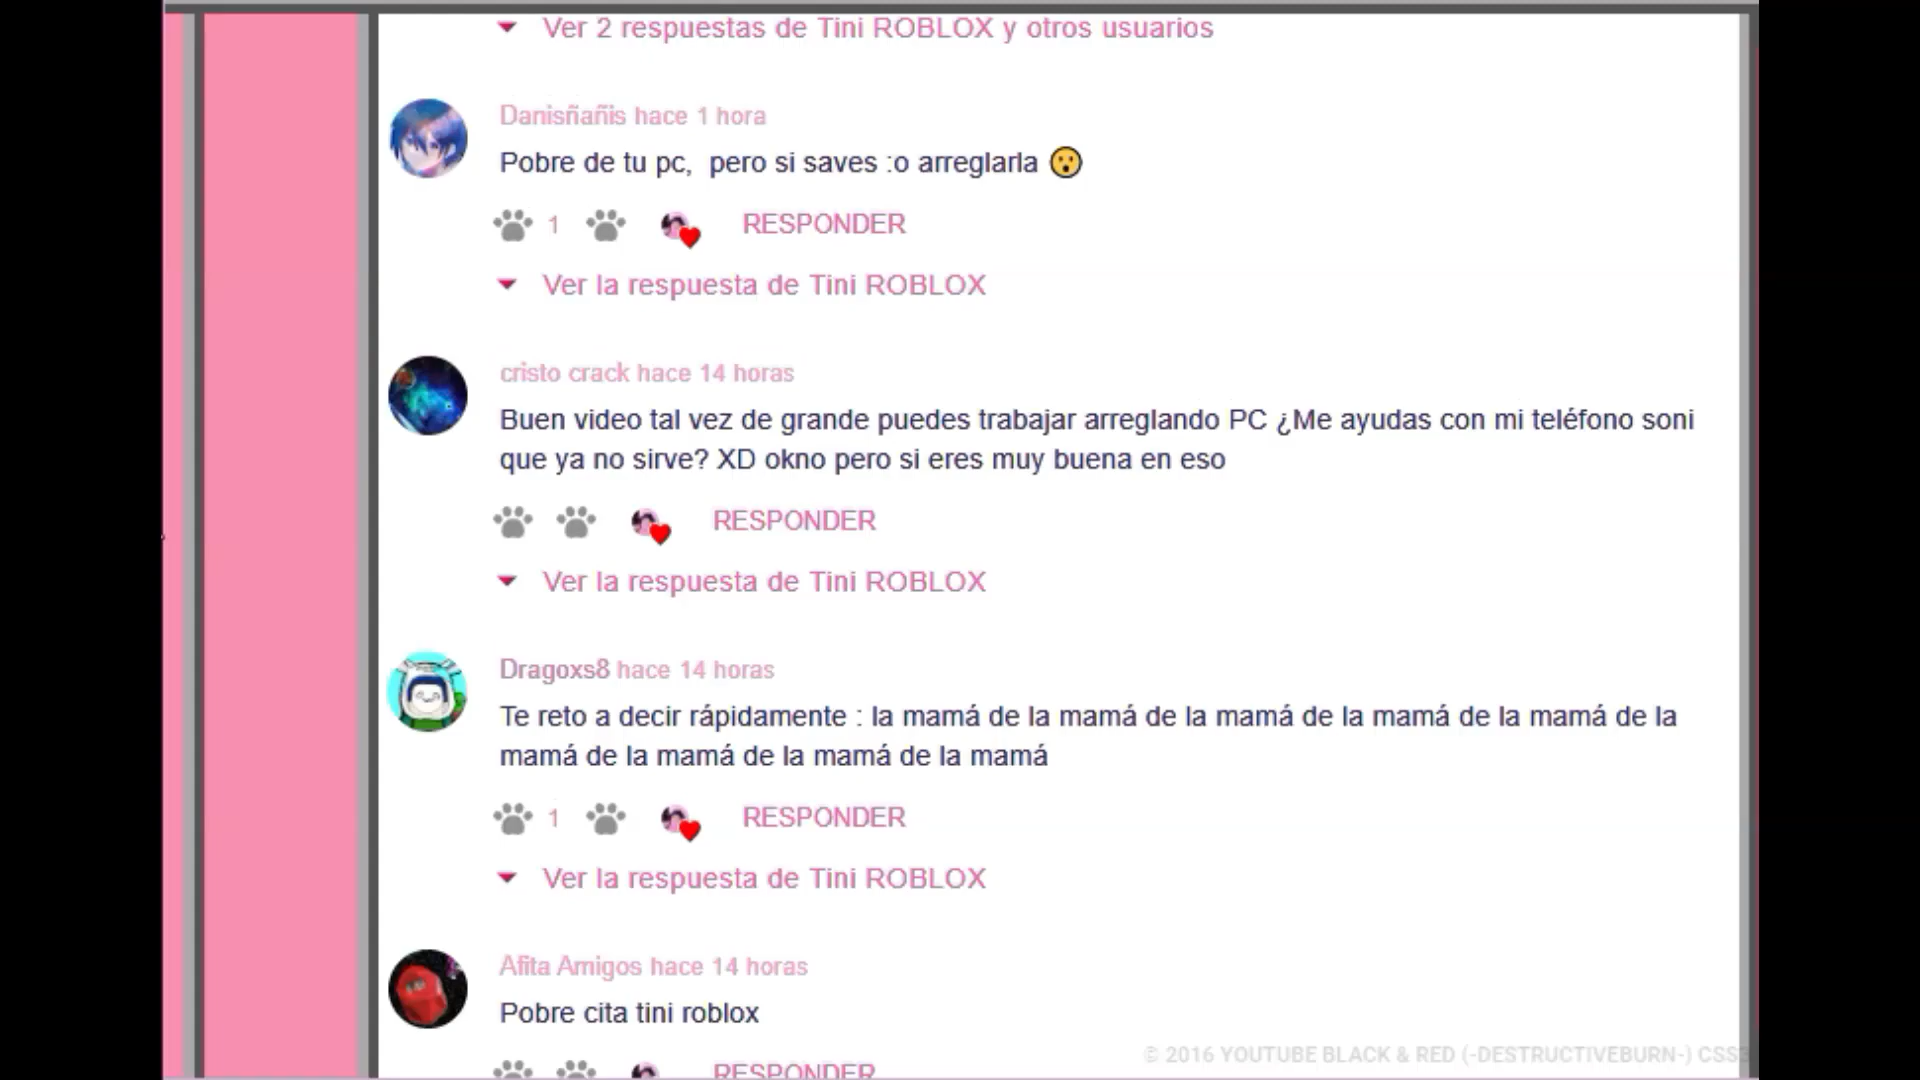 Ver 2 respuestas de Tini ROBLOX y otros usuarios
Danisñañis hace 1 hora
Pobre de tu pc, pero si saves :o arreglarla 😮
1 RESPONDER
Ver la respuesta de Tini ROBLOX
cristo crack hace 14 horas
Buen video tal vez de grande puedes trabajar arreglando PC ¿Me ayudas con mi teléfono soni
que ya no sirve? XD okno pero si eres muy buena en eso
RESPONDER
Ver la respuesta de Tini ROBLOX
Dragoxs8 hace 14 horas
Te reto a decir rápidamente : la mamá de la mamá de la mamá de la mamá de la mamá de la
mamá de la mamá de la mamá de la mamá
1 RESPONDER
Ver la respuesta de Tini ROBLOX
Afita Amigos hace 14 horas
Pobre cita tini roblox
RESPONDER
© 2016 YOUTUBE BLACK & RED (-DESTRUCTIVEBURN-) CSS3